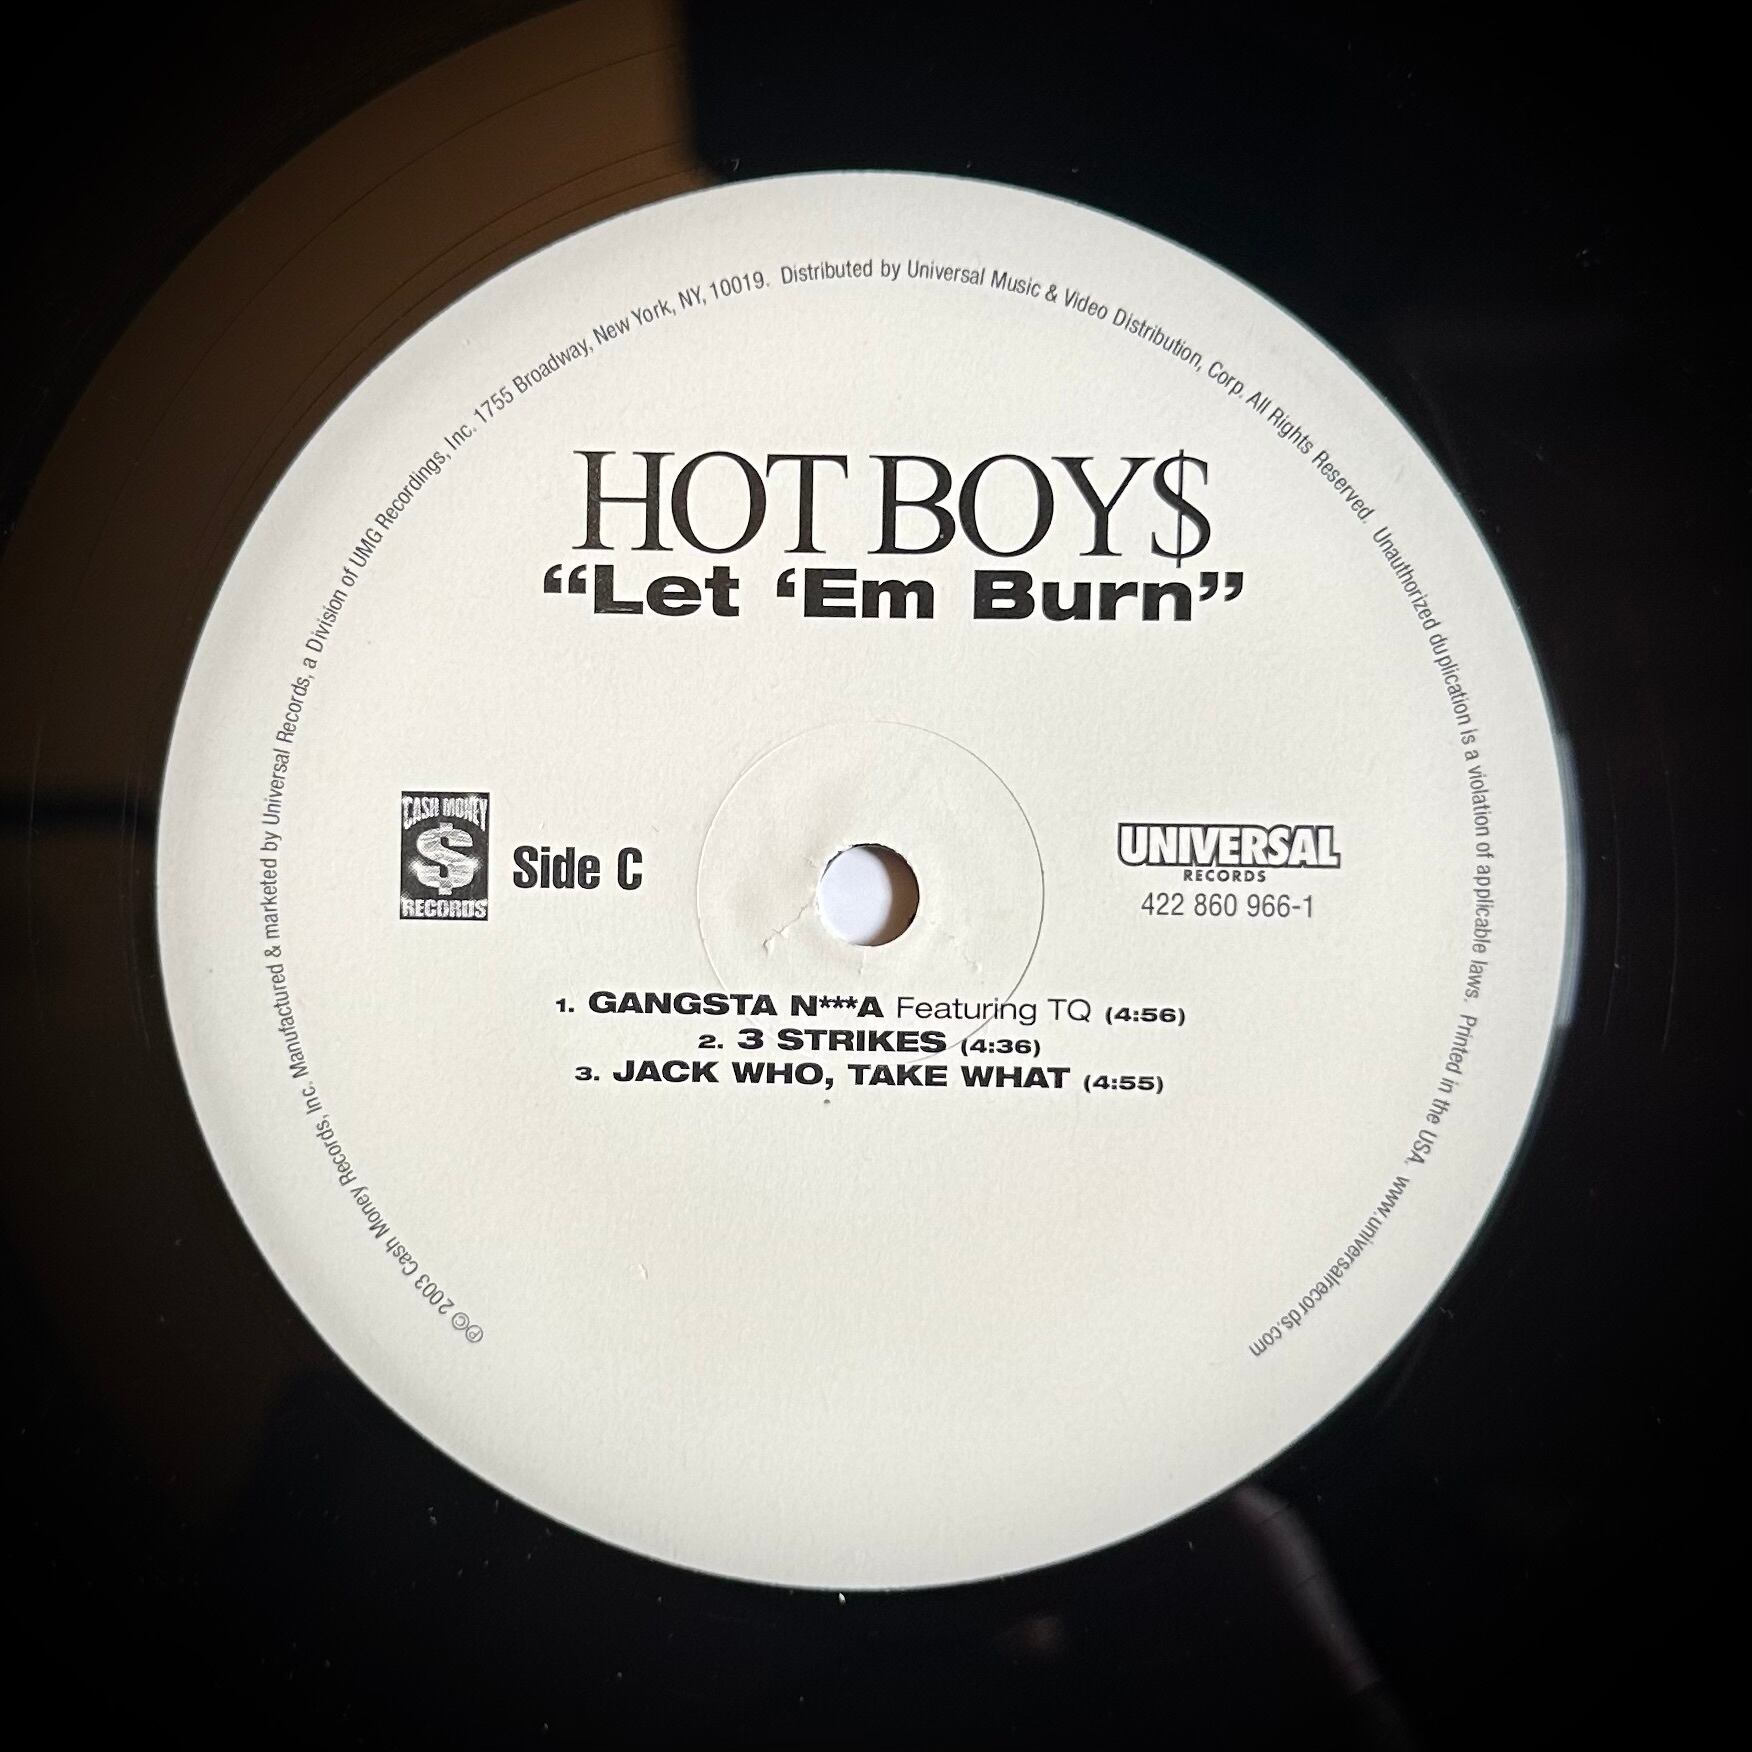 HOT BOY$
“Let ‘Em Burn”
CASH MONEY
$
RECORDS
Side C
UNIVERSAL
RECORDS
422 860 966-1
1. GANGSTA N***A Featuring TQ (4:56)
2. 3 STRIKES (4:36)
3. JACK WHO, TAKE WHAT (4:55)
℗© 2003 Cash Money Records, Inc. Manufactured & marketed by Universal Records, a Division of UMG Recordings, Inc. 1755 Broadway, New York, NY, 10019. Distributed by Universal Music & Video Distribution, Corp. All Rights Reserved. Unauthorized duplication is a violation of applicable laws. Printed in the USA. www.universalrecords.com